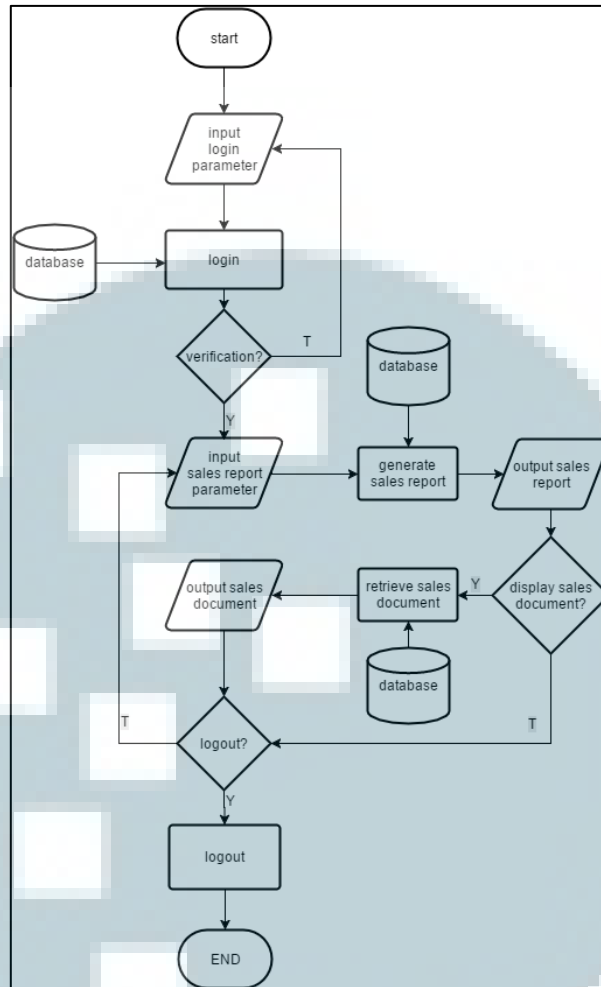 start
input
login
parameter
database
login
verification?
T
database
Y
input
sales report
parameter
generate
sales report
output sales
report
output sales
document
retrieve sales
document
Y
display sales
document?
database
T
T
logout?
Y
logout
END